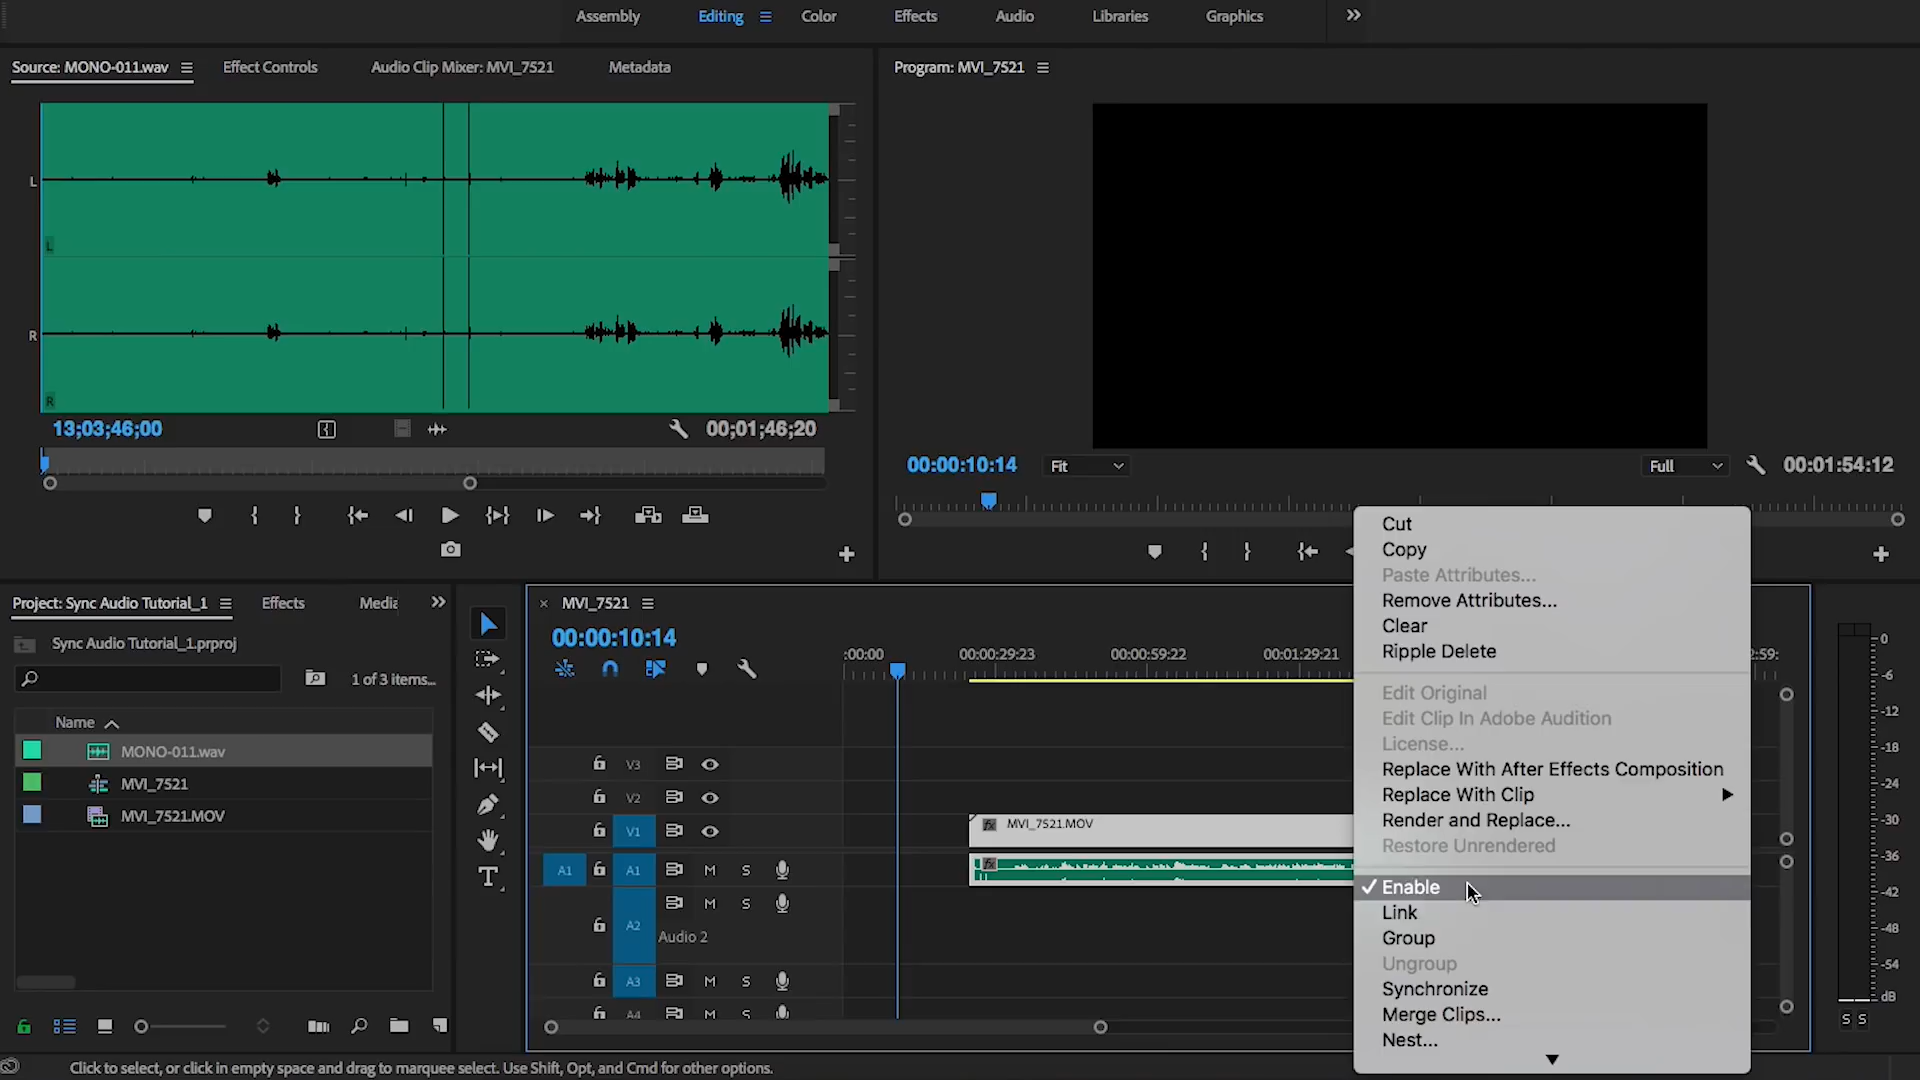 Assembly
Editing
Color
Effects
Audio
Libraries
Graphics
Source: MONO-011.wav
Effect Controls
Audio Clip Mixer: MVI_7521
Metadata
Program: MVI_7521
L
L
R
R
13;03;46;00
00;01;46;20
00:00:10:14
Fit
Full
00:01:54:12
Project: Sync Audio Tutorial_1
Effects
Media
Sync Audio Tutorial_1.prproj
1 of 3 items...
Name
MONO-011.wav
MVI_7521
MVI_7521.MOV
MVI_7521
00:00:10:14
:00:00
00:00:29:23
00:00:59:22
00:01:29:21
2:59:
V3
V2
V1
MVI_7521.MOV
A1
A1
M
S
A2
M
S
Audio 2
A3
M
S
A4
M
S
Cut
Copy
Paste Attributes...
Remove Attributes...
Clear
Ripple Delete
Edit Original
Edit Clip In Adobe Audition
License...
Replace With After Effects Composition
Replace With Clip
Render and Replace...
Restore Unrendered
✓ Enable
Link
Group
Ungroup
Synchronize
Merge Clips...
Nest...
0
-6
-12
-18
-24
-30
-36
-42
-48
-54
dB
S S
Click to select, or click in empty space and drag to marquee select. Use Shift, Opt, and Cmd for other options.